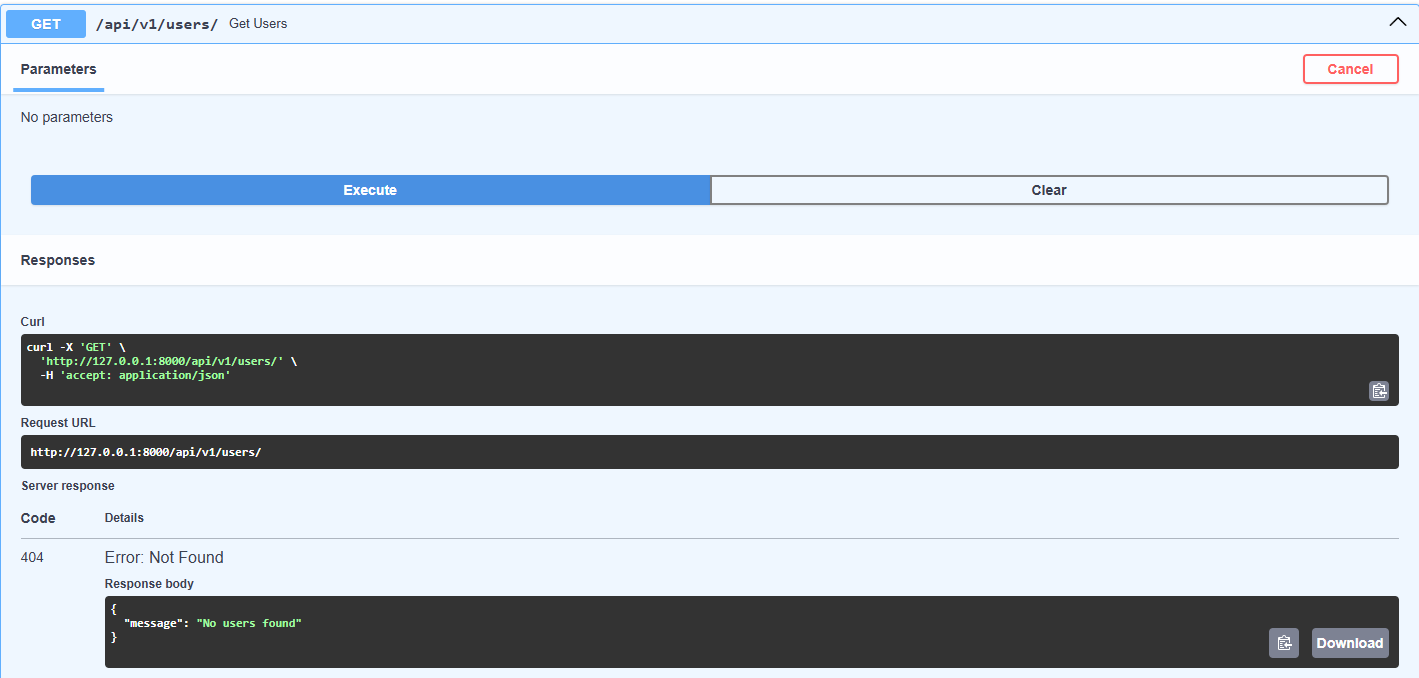 GET /api/v1/users/ Get Users
Parameters Cancel
No parameters
Execute Clear
Responses
Curl
curl -X 'GET' \
  'http://127.0.0.1:8000/api/v1/users/' \
  -H 'accept: application/json'
Request URL
http://127.0.0.1:8000/api/v1/users/
Server response
Code Details
404 Error: Not Found
Response body
{
  "message": "No users found"
}
Download